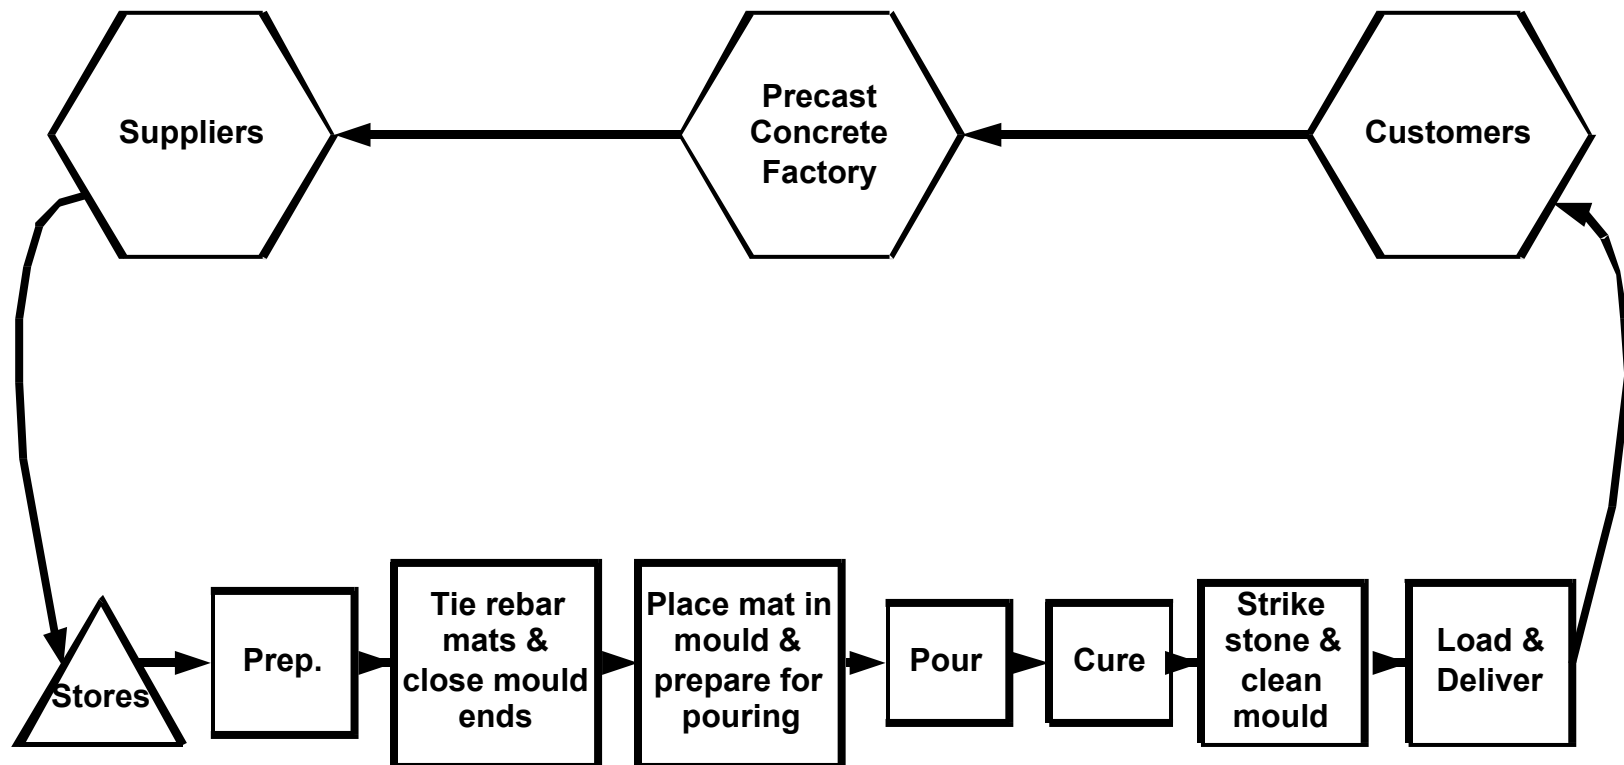 Suppliers
Precast
Concrete
Factory
Customers
Stores
Prep.
Tie rebar
mats &
close mould
ends
Place mat in
mould &
prepare for
pouring
Pour
Cure
Strike
stone &
clean
mould
Load &
Deliver